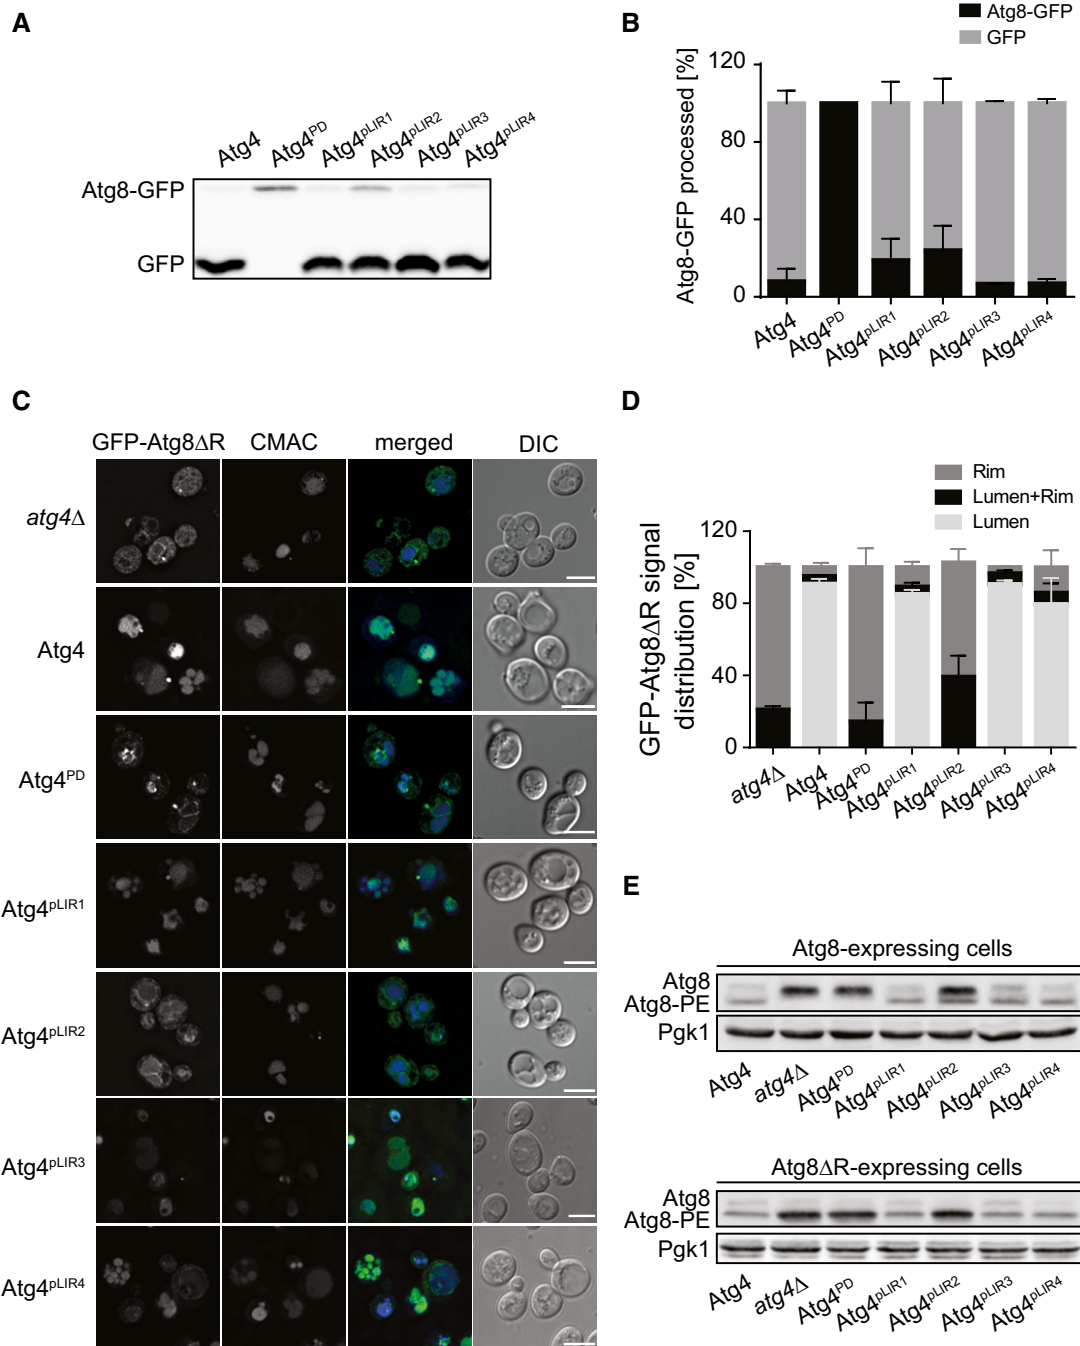 A
Atg4 Atg4PD Atg4pLIR1 Atg4pLIR2 Atg4pLIR3 Atg4pLIR4
Atg8-GFP
GFP
B
Atg8-GFP
GFP
Atg8-GFP processed [%]
120
80
40
0
Atg4 Atg4PD Atg4pLIR1 Atg4pLIR2 Atg4pLIR3 Atg4pLIR4
C
GFP-Atg8ΔR CMAC merged DIC
atg4Δ
Atg4
Atg4PD
Atg4pLIR1
Atg4pLIR2
Atg4pLIR3
Atg4pLIR4
D
Rim
Lumen+Rim
Lumen
GFP-Atg8ΔR signal
distribution [%]
120
80
40
0
atg4Δ Atg4 Atg4PD Atg4pLIR1 Atg4pLIR2 Atg4pLIR3 Atg4pLIR4
E
Atg8-expressing cells
Atg8
Atg8-PE
Pgk1
Atg4 atg4Δ Atg4PD Atg4pLIR1 Atg4pLIR2 Atg4pLIR3 Atg4pLIR4
Atg8ΔR-expressing cells
Atg8
Atg8-PE
Pgk1
Atg4 atg4Δ Atg4PD Atg4pLIR1 Atg4pLIR2 Atg4pLIR3 Atg4pLIR4